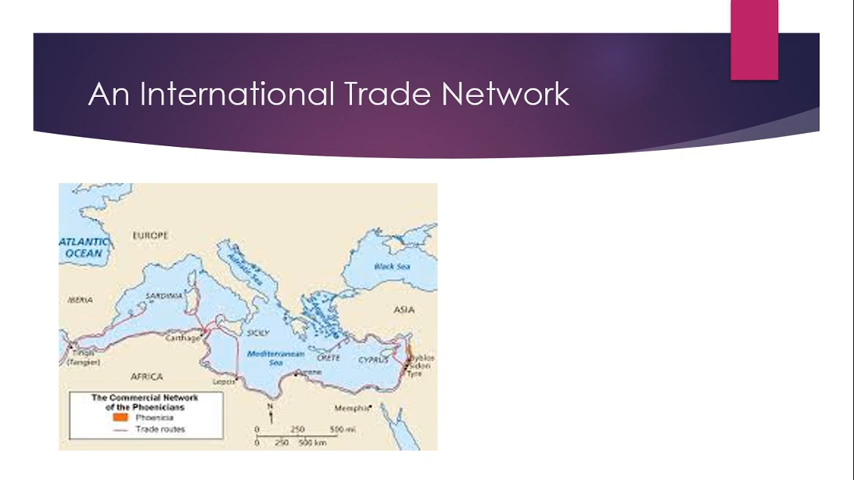 An International Trade Network
EUROPE
ATLANTIC
OCEAN
Adriatic Sea
Black Sea
IBERIA
SARDINIA
ASIA
SICILY
Carthage
Mediterranean
Sea
CRETE
CYPRUS
Byblos
Sidon
Tyre
Tingis
(Tangier)
AFRICA
Lepcis
Cyrene
Memphis
The Commercial Network
of the Phoenicians
Phoenicia
Trade routes
N
0 250 500 mi.
0 250 500 km